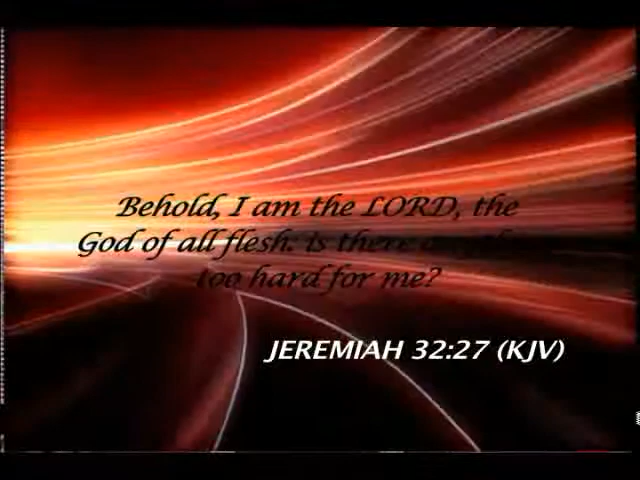 Behold, I am the LORD, the
God of all flesh: is there
too hard for me?
JEREMIAH 32:27 (KJV)